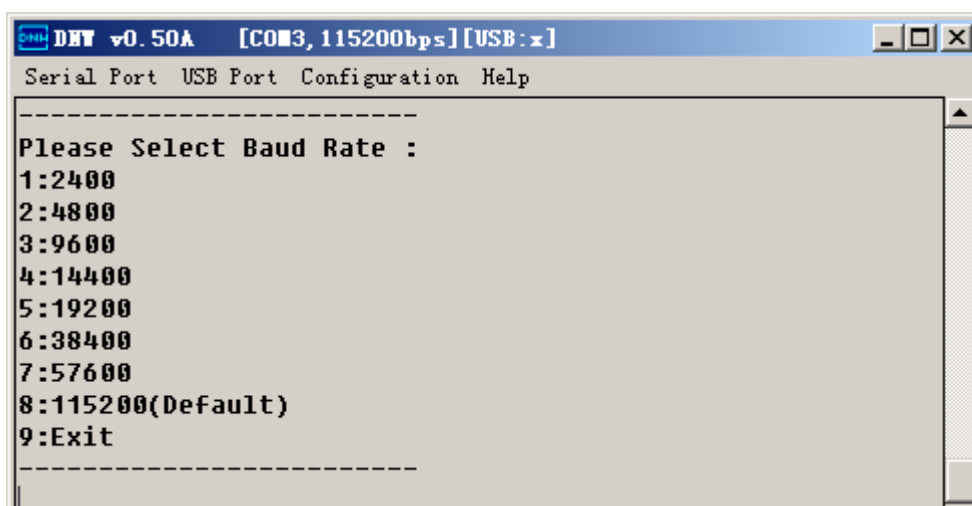 DNW DNW v0.50A [COM3,115200bps][USB:x]
Serial Port USB Port Configuration Help
-------------------------
Please Select Baud Rate :
1:2400
2:4800
3:9600
4:14400
5:19200
6:38400
7:57600
8:115200(Default)
9:Exit
-------------------------